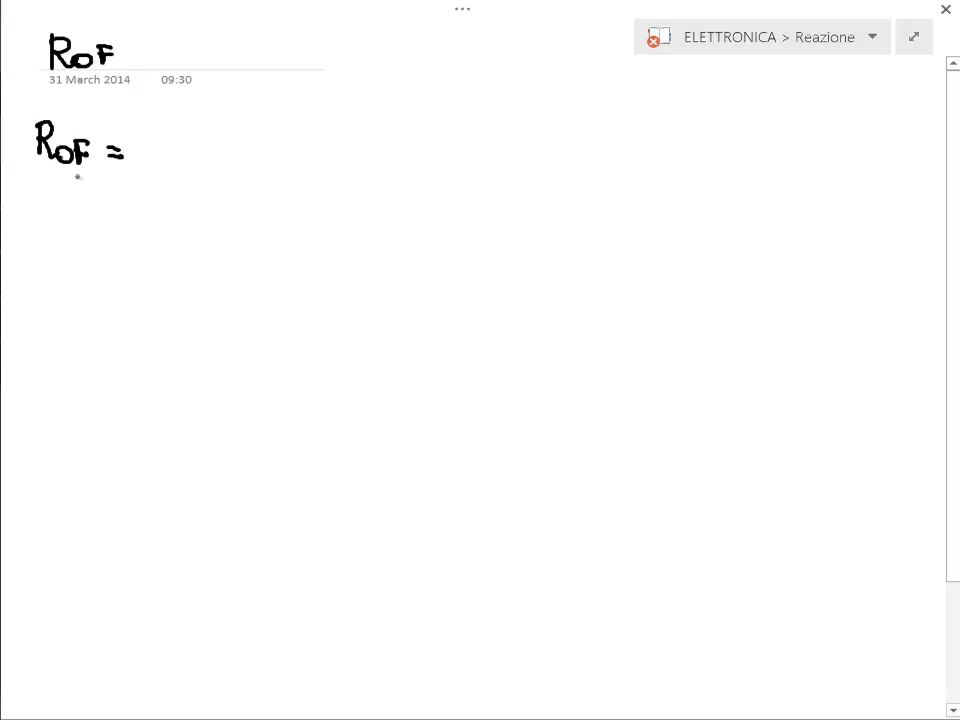 ELETTRONICA > Reazione
ROF
31 March 2014 09:30
ROF =